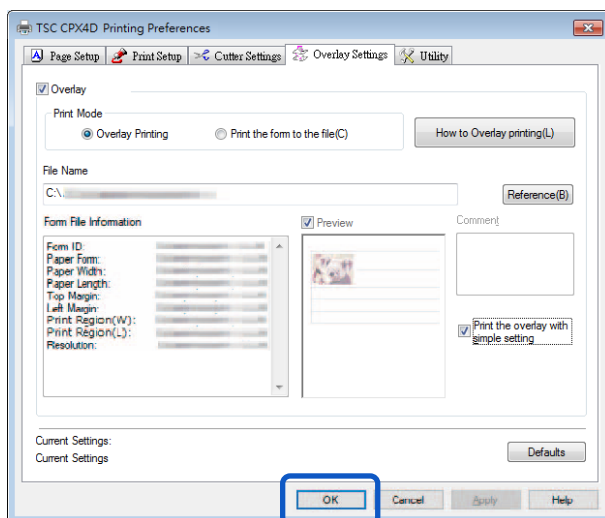 TSC CPX4D Printing Preferences
Page Setup Print Setup Cutter Settings Overlay Settings Utility
Overlay
Print Mode
Overlay Printing Print the form to the file(C) How to Overlay printing(L)
File Name
C:\. Reference(B)
Form File Information Preview Comment
Form ID:
Paper Form:
Paper Width:
Paper Length:
Top Margin:
Left Margin:
Print Region(W):
Print Region(L):
Resolution:
Print the overlay with
simple setting
Current Settings:
Current Settings
Defaults
OK Cancel Apply Help